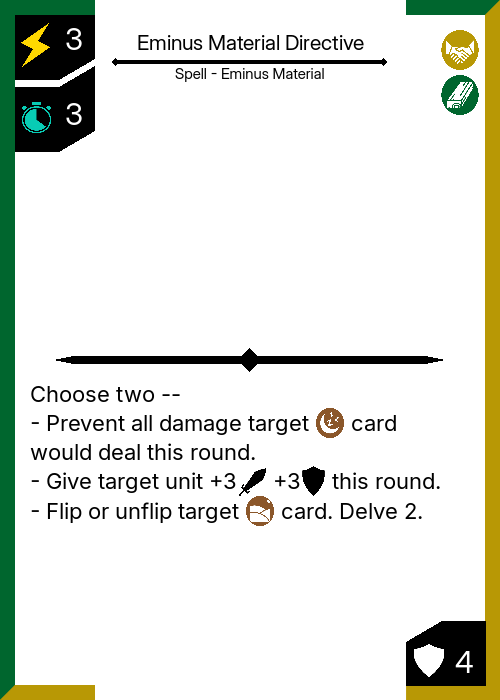 3
Eminus Material Directive
Spell - Eminus Material
3
Choose two --
- Prevent all damage target card
would deal this round.
- Give target unit +3 +3 this round.
- Flip or unflip target card. Delve 2.
4